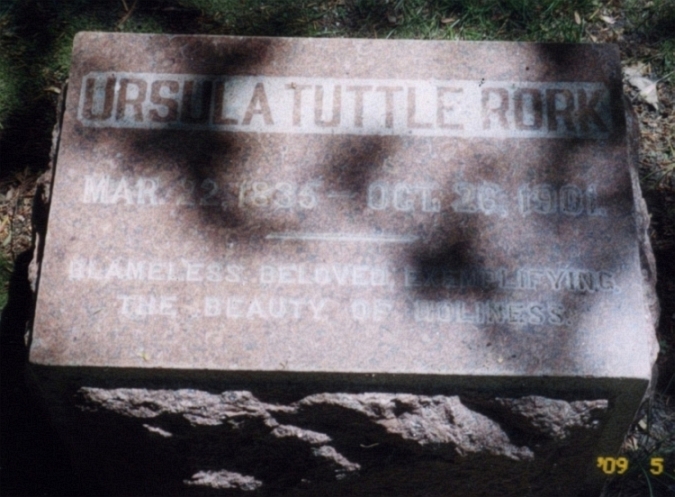 URSULA TUTTLE RORK
MAR. 22, 1835 – OCT. 26, 1901.
BLAMELESS, BELOVED, EXEMPLIFYING
THE BEAUTY OF HOLINESS.
'09 5